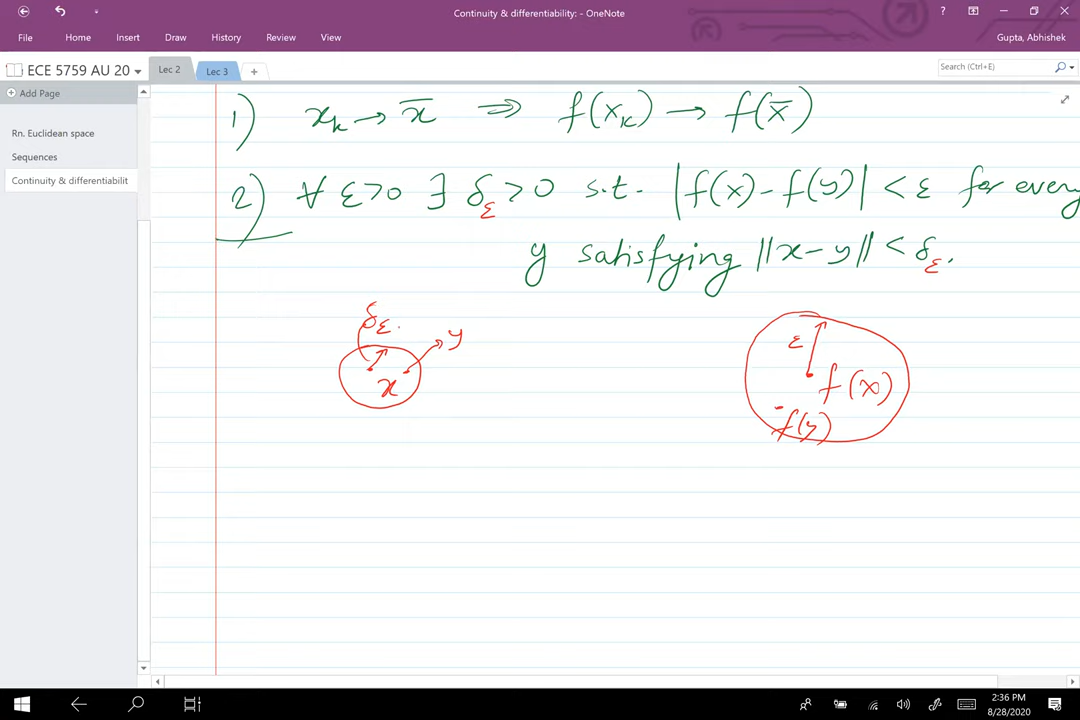 Continuity & differentiability: - OneNote
File Home Insert Draw History Review View
Gupta, Abhishek
ECE 5759 AU 20
Lec 2
Lec 3
Search (Ctrl+E)
Add Page
Rn. Euclidean space
Sequences
Continuity & differentiabilit
1) xₖ → x̄ ⇒ f(xₖ) → f(x̄)
2) ∀ ε>0 ∃ δ_ε > 0 s.t. |f(x) - f(y)| < ε for every
y satisfying ||x - y|| < δ_ε.
δ_ε.
y
x
ε
f(x)
f(y)
2:36 PM
8/28/2020